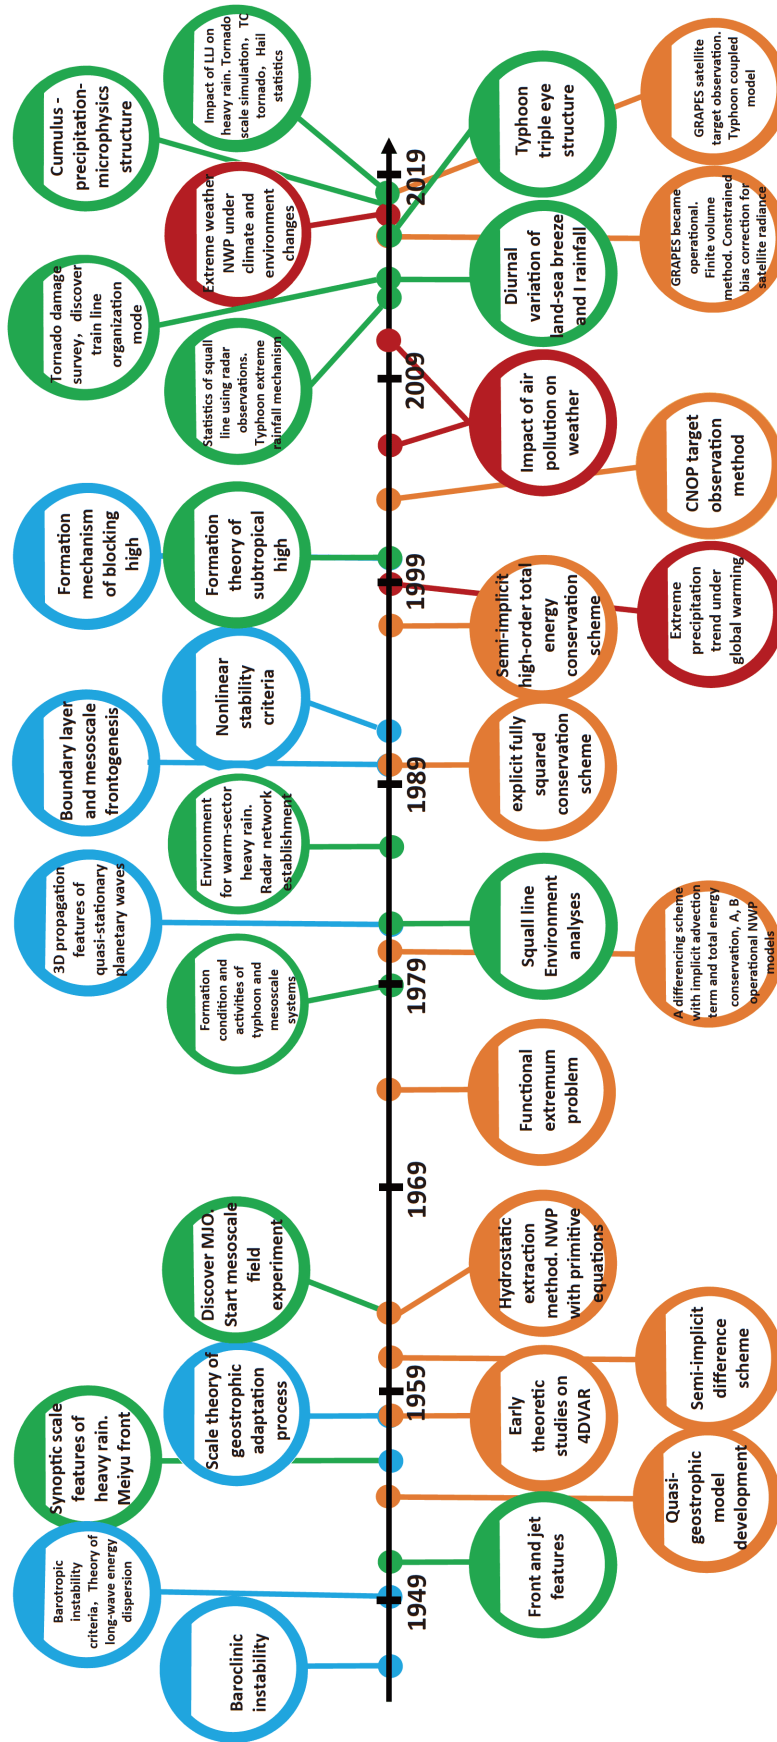 Baroclinic
instability
Barotropic
instability
criteria，Theory of
long-wave energy
dispersion
Synoptic scale
features of
heavy rain.
Meiyu front
Scale theory of
geostrophic
adaptation
process
Discover MJO.
Start mesoscale
field
experiment
Formation
condition and
activities of
typhoon and
mesoscale
systems
3D propagation
features of
quasi-stationary
planetary waves
Environment
for warm-sector
heavy rain.
Radar network
establishment
Boundary layer
and mesoscale
frontogenesis
Nonlinear
stability
criteria
Formation
mechanism
of blocking
high
Formation
theory of
subtropical
high
Statistics of squall
line using radar
observations.
Typhoon extreme
rainfall mechanism
Tornado damage
survey，discover
train line
organization
mode
Extreme weather
NWP under
climate and
environment
changes
Cumulus -
precipitation-
microphysics
structure
Impact of LLJ on
heavy rain. Tornado
scale simulation，TC
tornado，Hail
statistics
1949
1959
1969
1979
1989
1999
2009
2019
Front and jet
features
Quasi-
geostrophic
model
development
Early
theoretic
studies on
4DVAR
Semi-implicit
difference
scheme
Hydrostatic
extraction
method. NWP
with primitive
equations
Functional
extremum
problem
A differencing scheme
with implicit advection
term and total energy
conservation, A, B
operational NWP
models
Squall line
Environment
analyses
explicit fully
squared
conservation
scheme
Semi-implicit
high-order total
energy
conservation
scheme
Extreme
precipitation
trend under
global warming
CNOP target
observation
method
Impact of air
pollution on
weather
Diurnal
variation of
land-sea breeze
and I rainfall
GRAPES became
operational.
Finite volume
method. Constrained
bias correction for
satellite radiance
Typhoon
triple eye
structure
GRAPES satellite
target observation.
Typhoon coupled
model